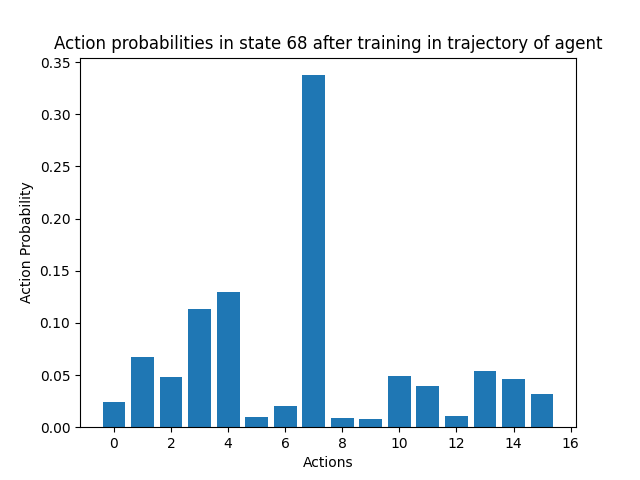 Action probabilities in state 68 after training in trajectory of agent
0.35
0.30
0.25
0.20
0.15
0.10
0.05
0.00
Action Probability
0 2 4 6 8 10 12 14 16
Actions